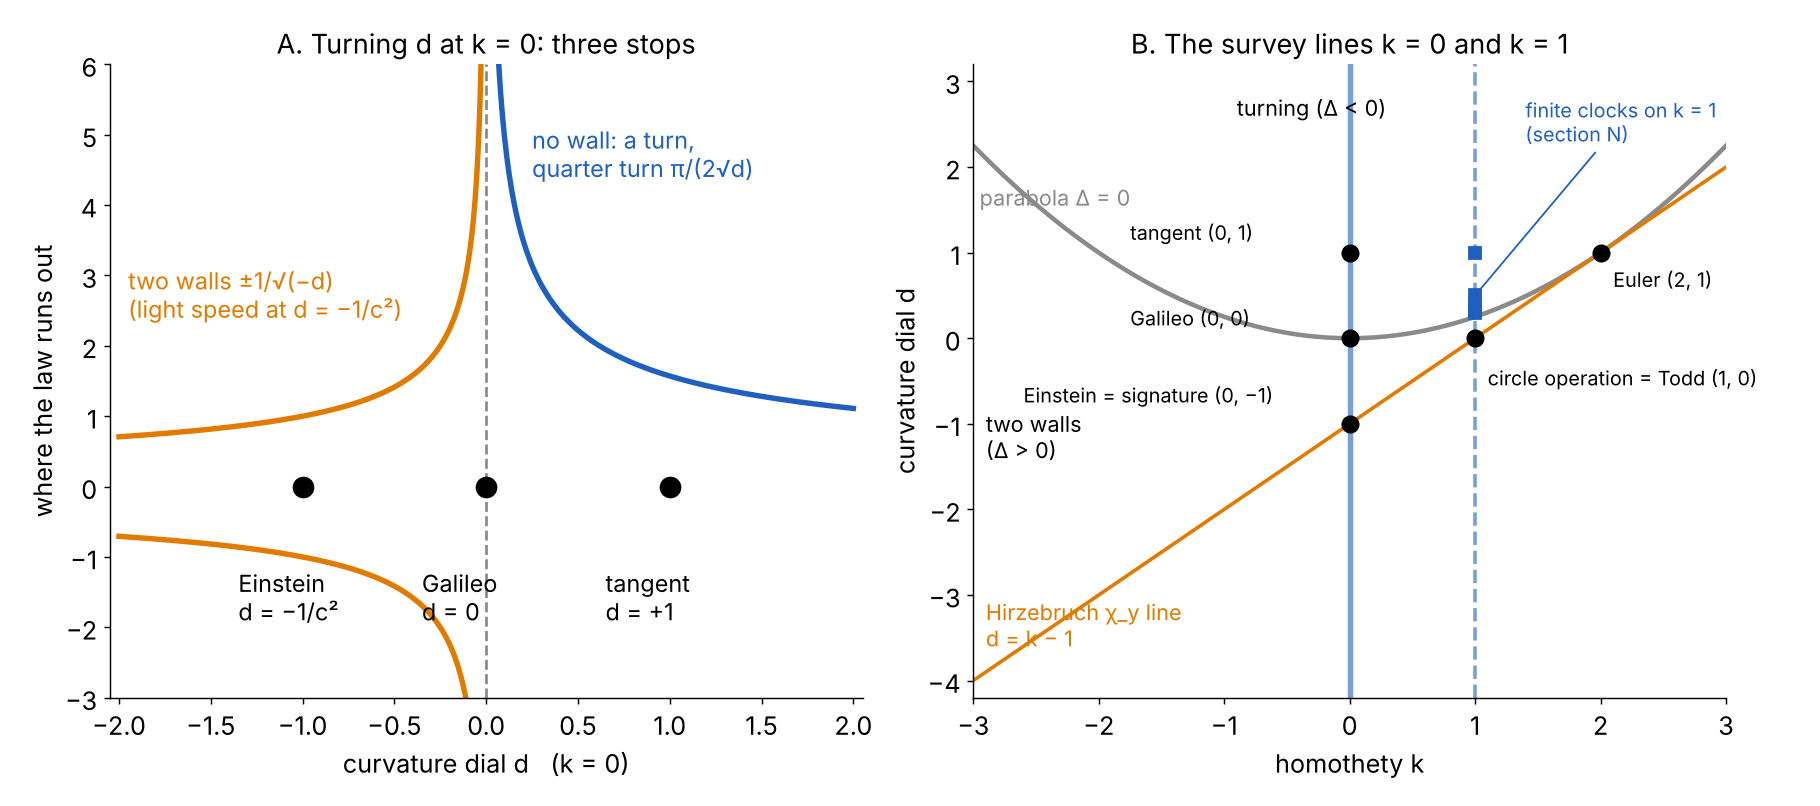 A. Turning d at k = 0: three stops
6
5
4
3
2
1
0
−1
−2
−3
where the law runs out
no wall: a turn,
quarter turn π/(2√d)
two walls ±1/√(−d)
(light speed at d = −1/c²)
Einstein
d = −1/c²
Galileo
d = 0
tangent
d = +1
−2.0
−1.5
−1.0
−0.5
0.0
0.5
1.0
1.5
2.0
curvature dial d (k = 0)
B. The survey lines k = 0 and k = 1
3
2
1
0
−1
−2
−3
−4
curvature dial d
turning (Δ < 0)
finite clocks on k = 1
(section N)
parabola Δ = 0
tangent (0, 1)
Euler (2, 1)
Galileo (0, 0)
circle operation = Todd (1, 0)
Einstein = signature (0, −1)
two walls
(Δ > 0)
Hirzebruch χ_y line
d = k − 1
−3
−2
−1
0
1
2
3
homothety k